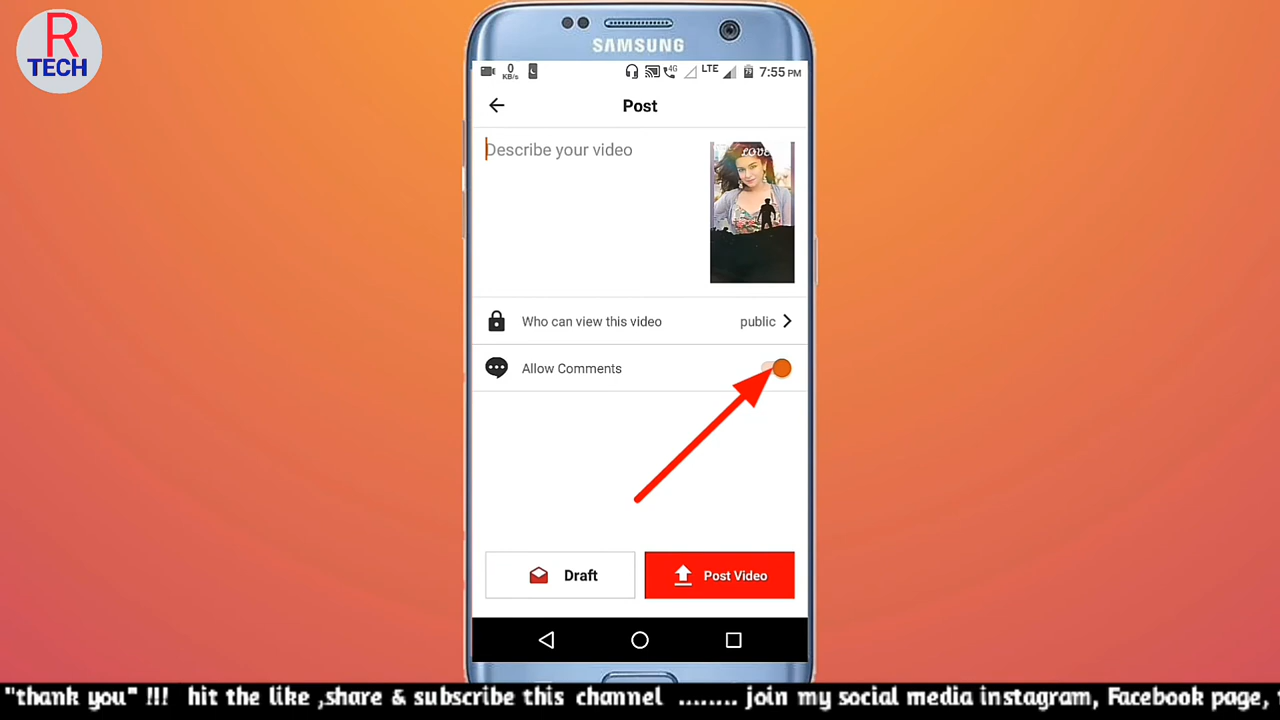 R
TECH
SAMSUNG
0
KB/s
4G
LTE
7:55 PM
Post
Describe your video
LOVE
Who can view this video
public
Allow Comments
Draft
Post Video
"thank you" !!! hit the like ,share & subscribe this channel ........ join my social media instagram, Facebook page,